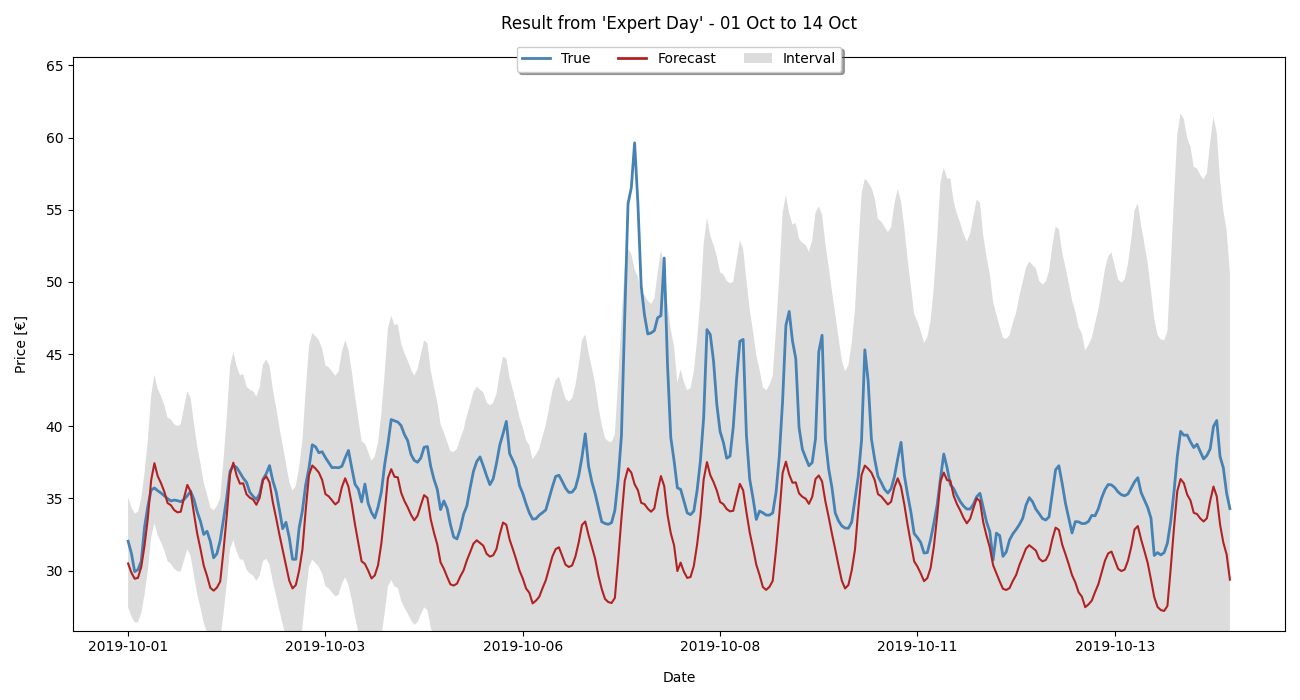 Result from 'Expert Day' - 01 Oct to 14 Oct
True Forecast Interval
65
60
55
50
45
40
35
30
Price [€]
2019-10-01 2019-10-03 2019-10-06 2019-10-08 2019-10-11 2019-10-13
Date